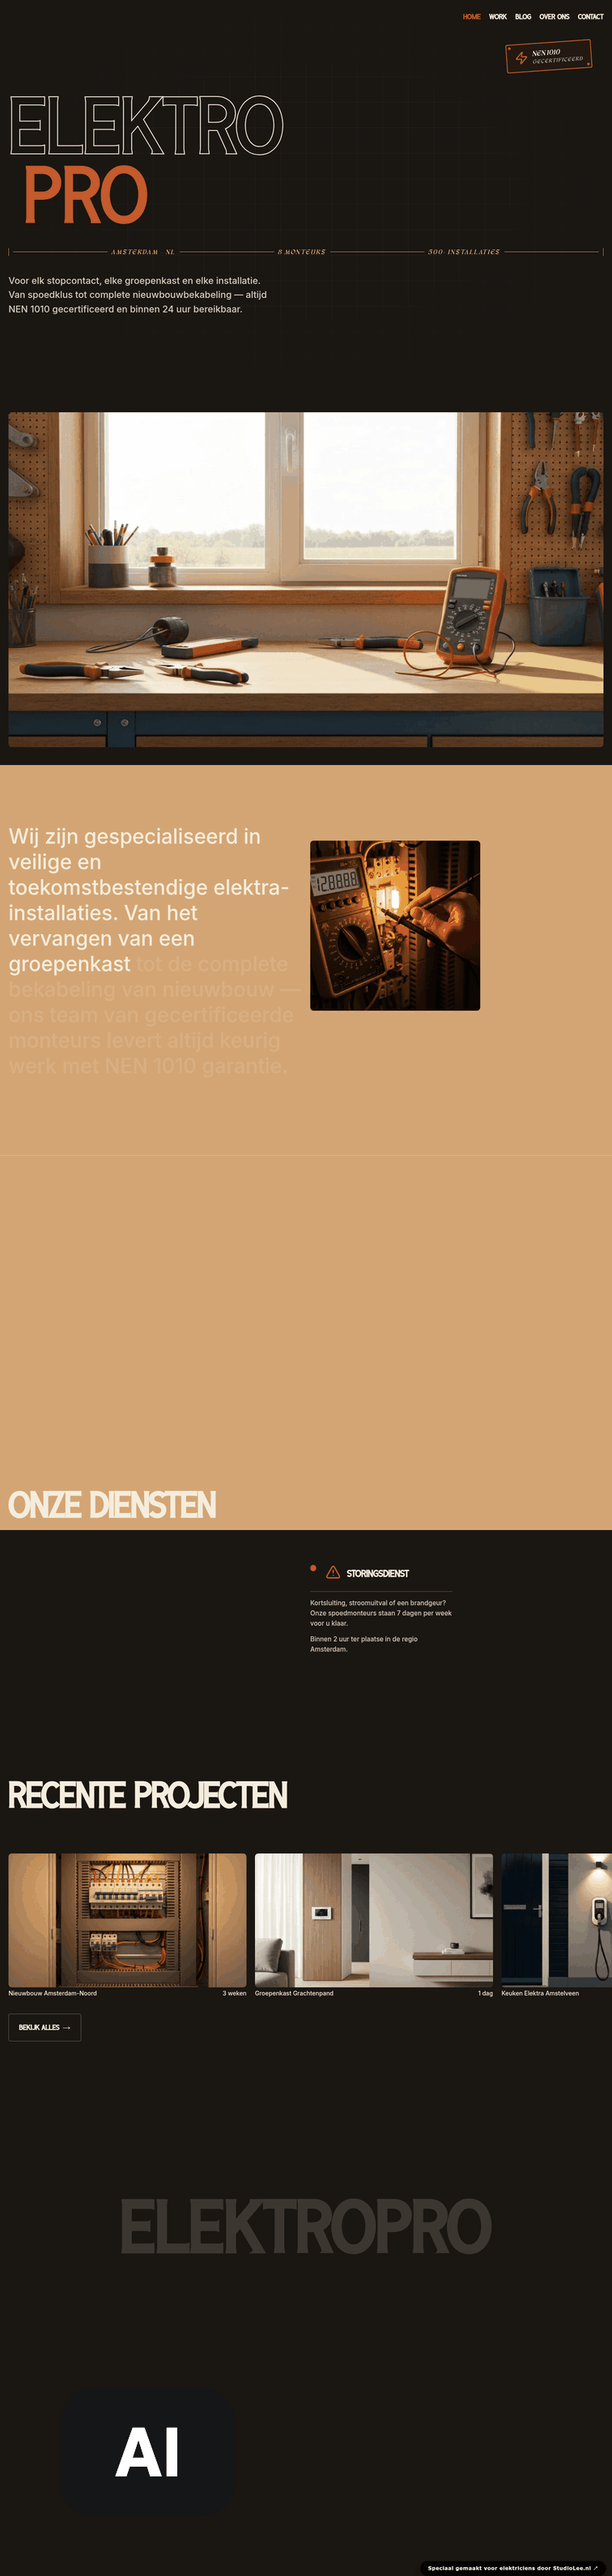 HOME WORK BLOG OVER ONS CONTACT
NEN 1010
GECERTIFICEERD
ELEKTRO
PRO
AMSTERDAM · NL
8 MONTEURS
500+ INSTALLATIES
Voor elk stopcontact, elke groepenkast en elke installatie.
Van spoedklus tot complete nieuwbouwbekabeling — altijd
NEN 1010 gecertificeerd en binnen 24 uur bereikbaar.
Wij zijn gespecialiseerd in
veilige en
toekomstbestendige elektra-
installaties. Van het
vervangen van een
groepenkast tot de complete
bekabeling van nieuwbouw —
ons team van gecertificeerde
monteurs levert altijd keurig
werk met NEN 1010 garantie.
ONZE DIENSTEN
STORINGSDIENST
Kortsluiting, stroomuitval of een brandgeur?
Onze spoedmonteurs staan 7 dagen per week
voor u klaar.
Binnen 2 uur ter plaatse in de regio
Amsterdam.
RECENTE PROJECTEN
Nieuwbouw Amsterdam-Noord 3 weken
Groepenkast Grachtenpand 1 dag
Keuken Elektra Amstelveen
BEKIJK ALLES →
ELEKTROPRO
AI
Speciaal gemaakt voor elektriciens door StudioLee.nl ↗